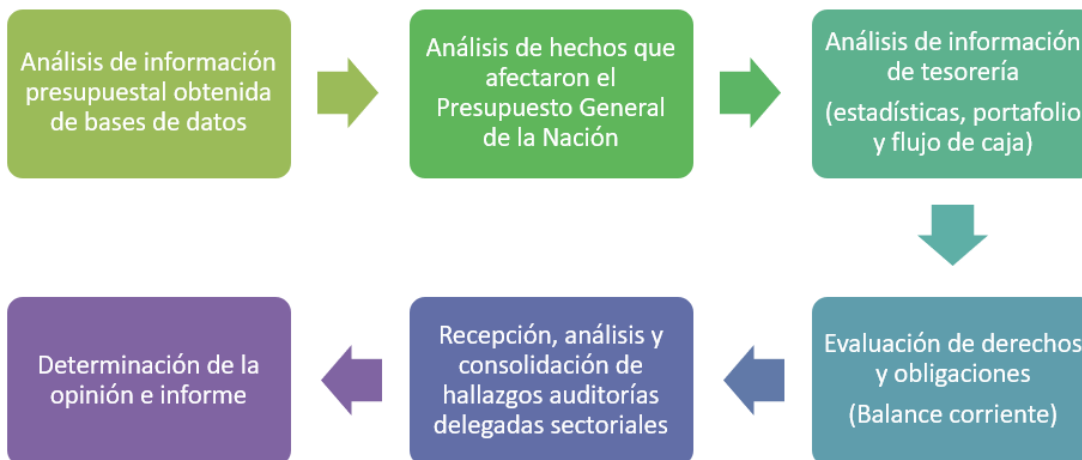 Análisis de información
presupuestal obtenida
de bases de datos
Análisis de hechos que
afectaron el
Presupuesto General
de la Nación
Análisis de información
de tesorería
(estadísticas, portafolio
y flujo de caja)
Evaluación de derechos
y obligaciones
(Balance corriente)
Recepción, análisis y
consolidación de
hallazgos auditorías
delegadas sectoriales
Determinación de la
opinión e informe